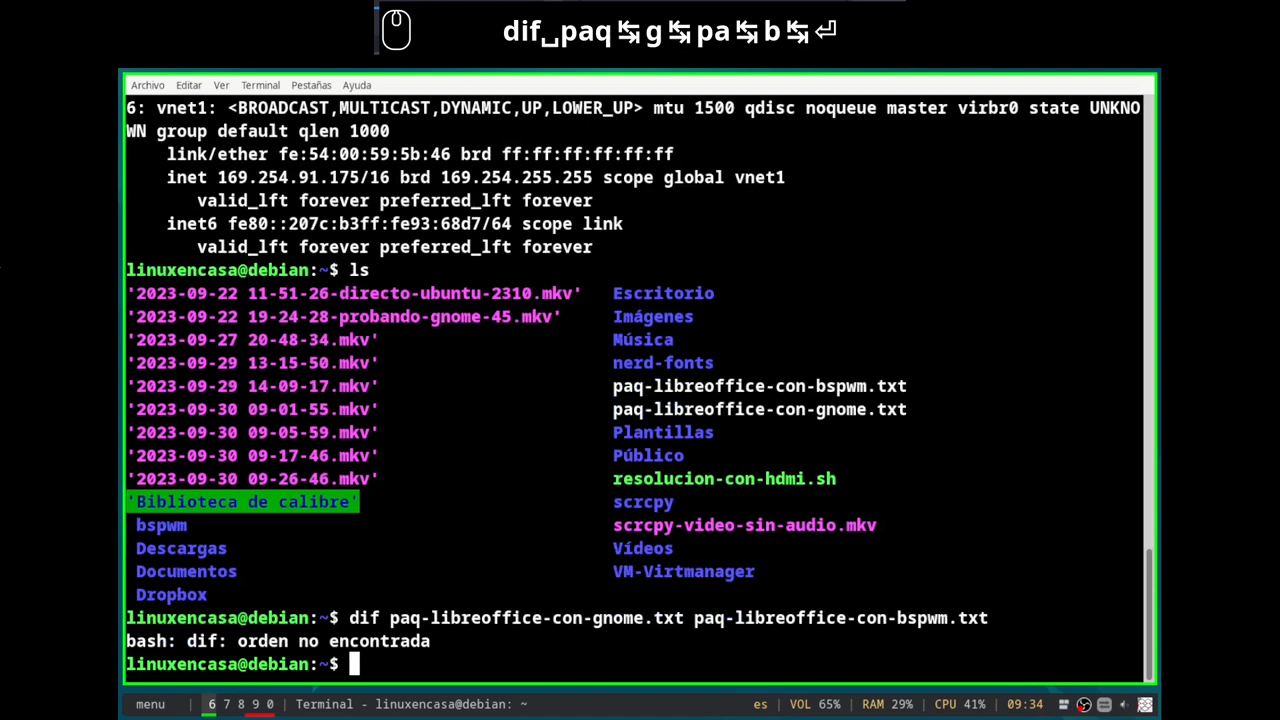 dif␣paq↹g↹pa↹b↹⏎
Archivo Editar Ver Terminal Pestañas Ayuda
6: vnet1: <BROADCAST,MULTICAST,DYNAMIC,UP,LOWER_UP> mtu 1500 qdisc noqueue master virbr0 state UNKNO
WN group default qlen 1000
link/ether fe:54:00:59:5b:46 brd ff:ff:ff:ff:ff:ff
inet 169.254.91.175/16 brd 169.254.255.255 scope global vnet1
valid_lft forever preferred_lft forever
inet6 fe80::207c:b3ff:fe93:68d7/64 scope link
valid_lft forever preferred_lft forever
linuxencasa@debian:~$ ls
'2023-09-22 11-51-26-directo-ubuntu-2310.mkv' Escritorio
'2023-09-22 19-24-28-probando-gnome-45.mkv' Imágenes
'2023-09-27 20-48-34.mkv' Música
'2023-09-29 13-15-50.mkv' nerd-fonts
'2023-09-29 14-09-17.mkv' paq-libreoffice-con-bspwm.txt
'2023-09-30 09-01-55.mkv' paq-libreoffice-con-gnome.txt
'2023-09-30 09-05-59.mkv' Plantillas
'2023-09-30 09-17-46.mkv' Público
'2023-09-30 09-26-46.mkv' resolucion-con-hdmi.sh
'Biblioteca de calibre' scrcpy
bspwm scrcpy-video-sin-audio.mkv
Descargas Vídeos
Documentos VM-Virtmanager
Dropbox
linuxencasa@debian:~$ dif paq-libreoffice-con-gnome.txt paq-libreoffice-con-bspwm.txt
bash: dif: orden no encontrada
linuxencasa@debian:~$
menu | 6 7 8 9 0 | Terminal - linuxencasa@debian: ~ es | VOL 65% | RAM 29% | CPU 41% | 09:34